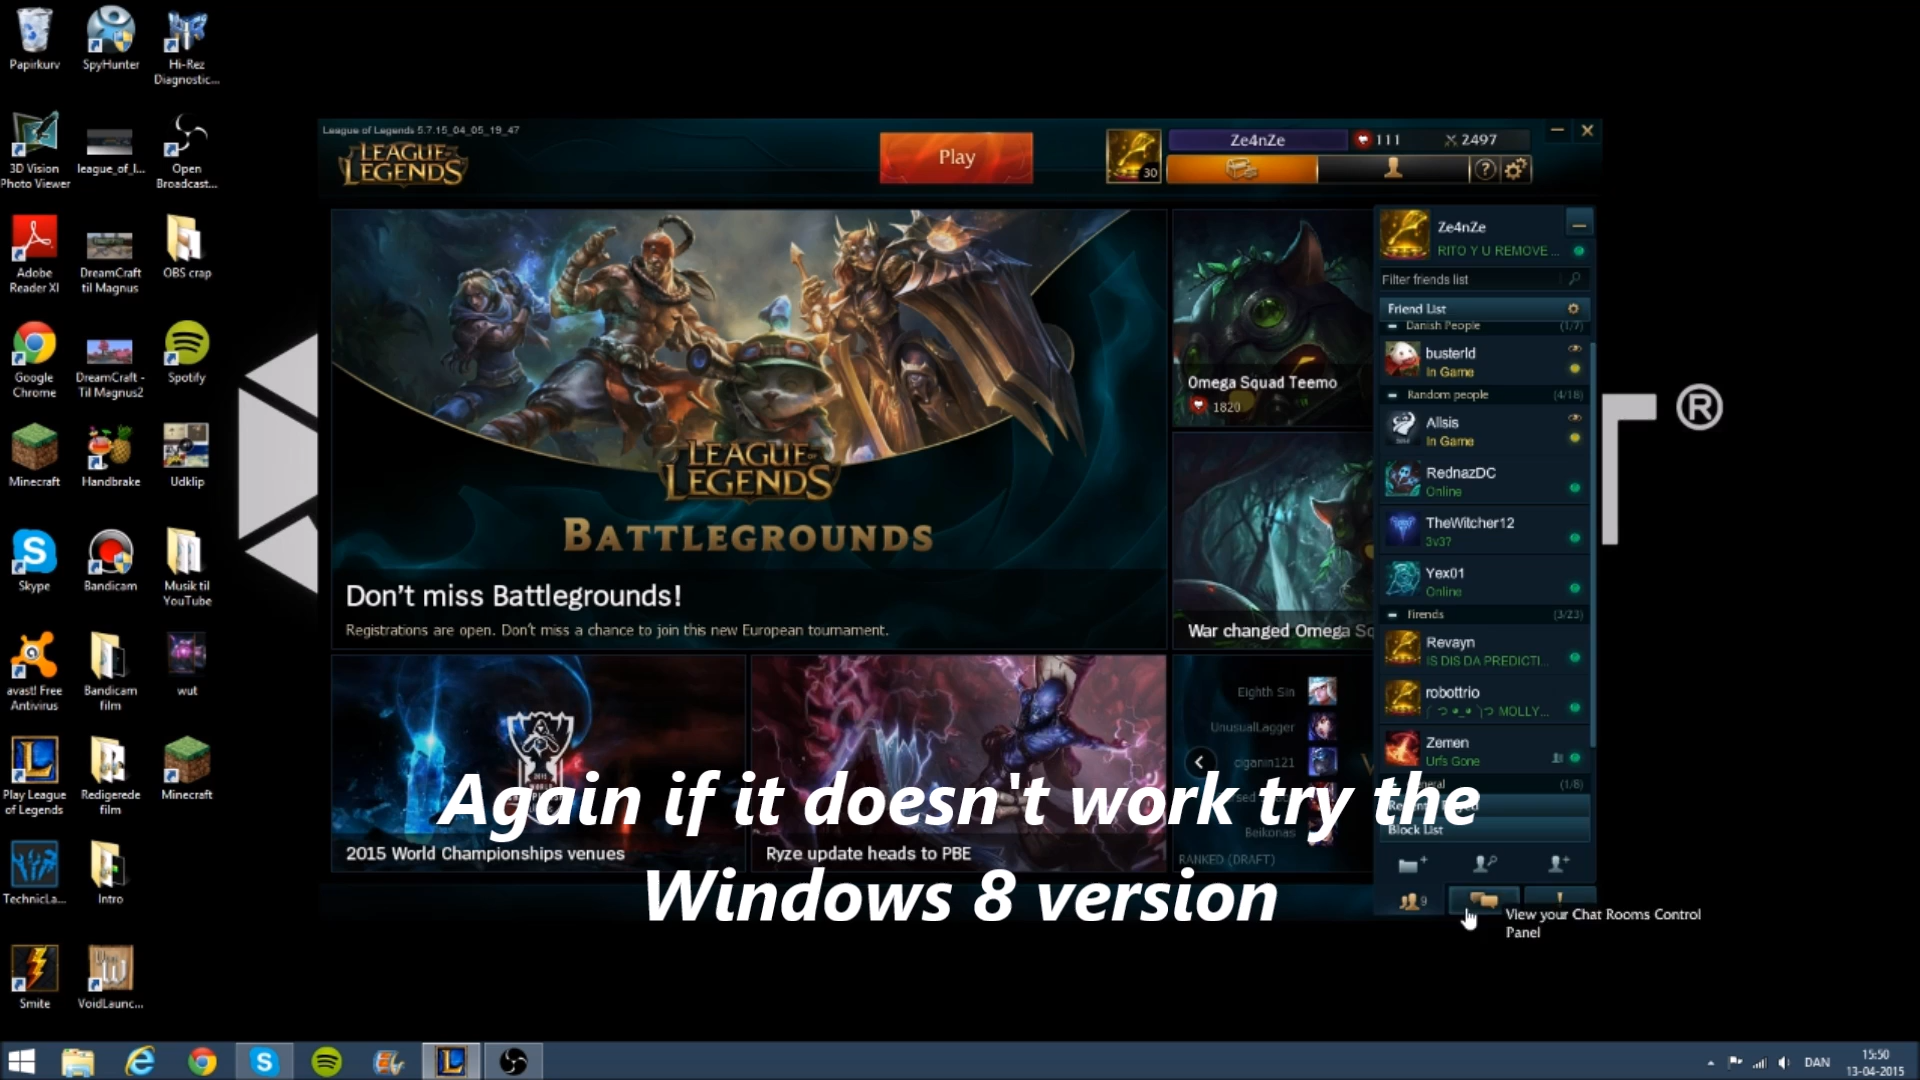 Papirkurv
SpyHunter
Hi-Rez
Diagnostic...
3D Vision
Photo Viewer
league_of_l...
Open
Broadcast...
Adobe
Reader XI
DreamCraft
til Magnus
OBS crap
Google
Chrome
DreamCraft -
Til Magnus2
Spotify
Minecraft
Handbrake
Udklip
Skype
Bandicam
Musik til
YouTube
avast! Free
Antivirus
Bandicam
film
wut
Play League
of Legends
Redigerede
film
Minecraft
TechnicLa...
Intro
Smite
VoidLaunc...
League of Legends 5.7.15_04_05_19_47
LEAGUE OF
LEGENDS
Play
30
Ze4nZe
111
2497
?
LEAGUE OF
LEGENDS
BATTLEGROUNDS
Don't miss Battlegrounds!
Registrations are open. Don't miss a chance to join this new European tournament.
Omega Squad Teemo
1820
War changed Omega Sq
2015 World Championships venues
Ryze update heads to PBE
Eighth Sin
UnusualLagger
ciganin121
Beikonas
RANKED (DRAFT)
Ze4nZe
RITO Y U REMOVE ...
Filter friends list
Friend List
Danish People (1/7)
busterld
In Game
Random people (4/18)
Allsis
In Game
RednazDC
Online
TheWitcher12
3v3?
Yex01
Online
Firends (3/23)
Revayn
IS DIS DA PREDICTI...
robottrio
MOLLY...
Zemen
Urfs Gone
(1/8)
Block List
9
View your Chat Rooms Control
Panel
Again if it doesn't work try the
Windows 8 version
®
DAN
15:50
13-04-2015